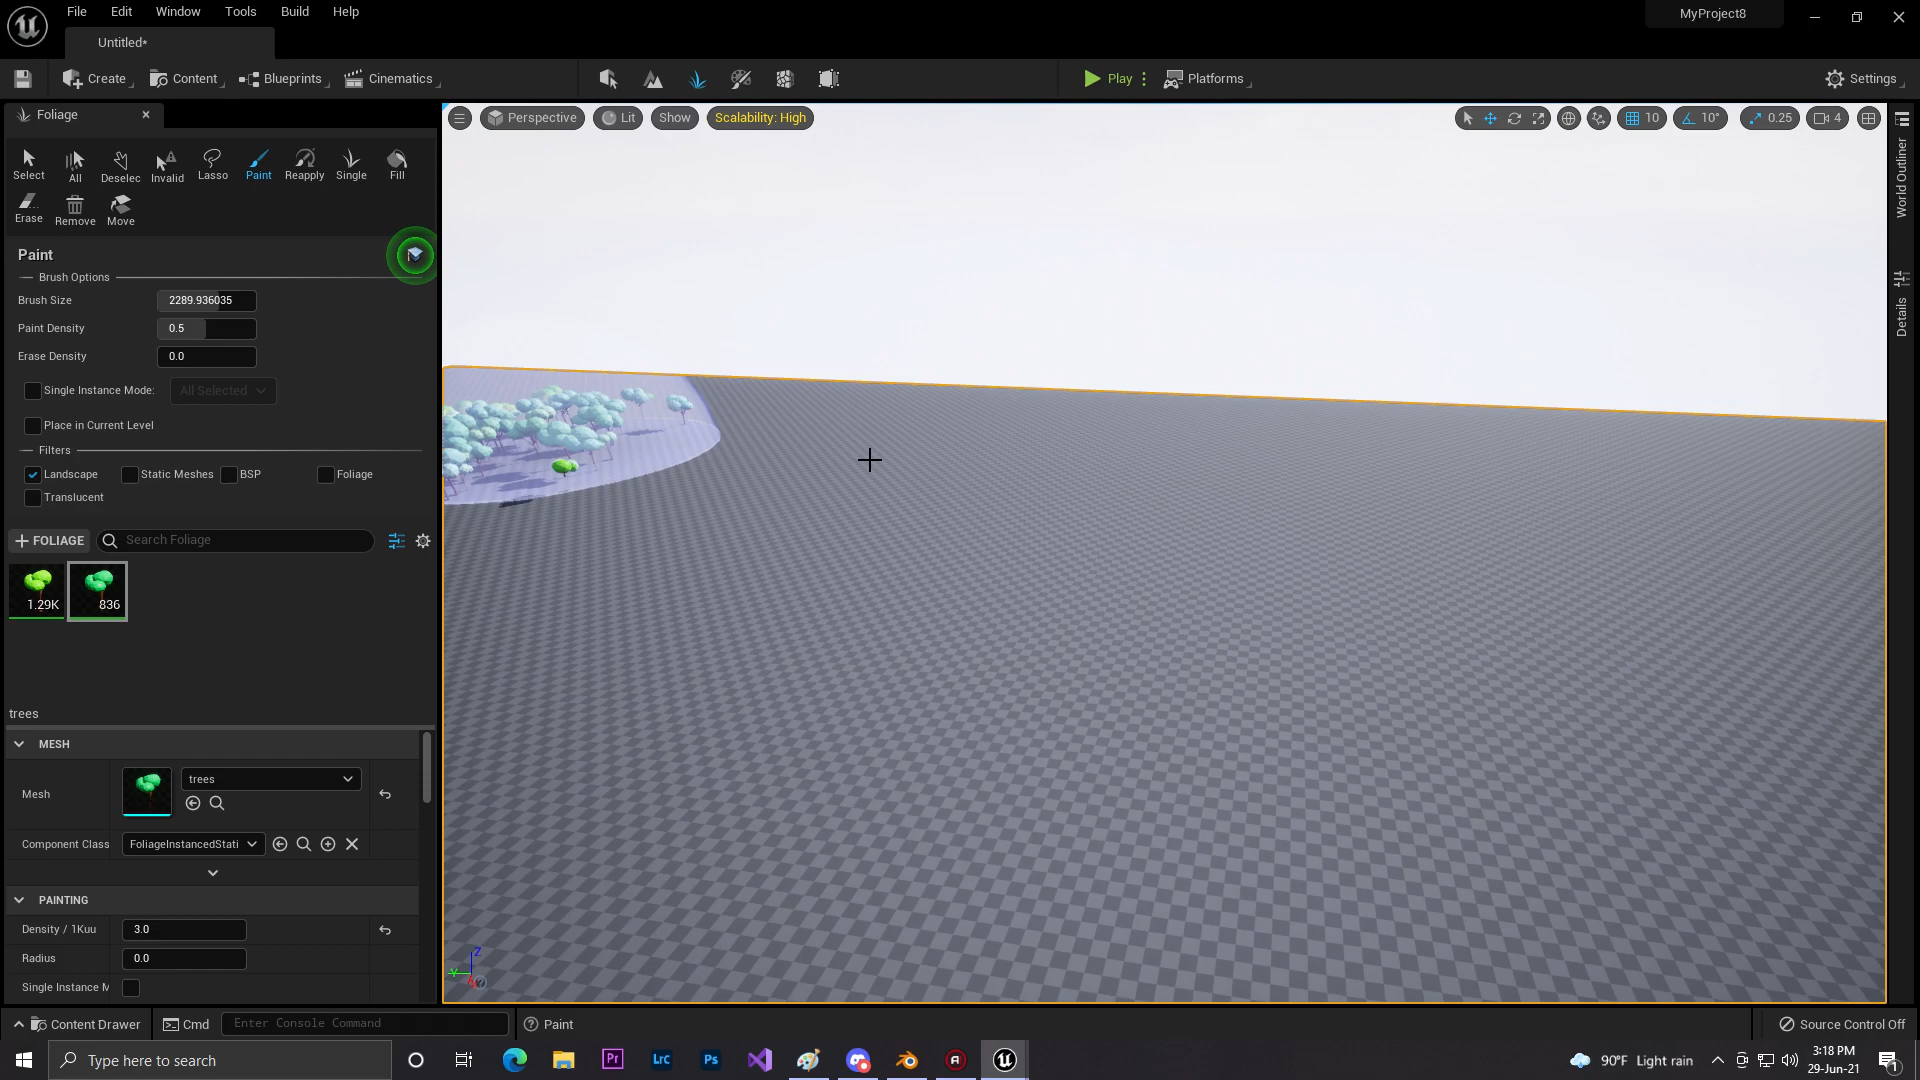 File Edit Window Tools Build Help
MyProject8
Untitled*
Create Content Blueprints Cinematics
Play Platforms
Settings
Foliage
Perspective Lit Show Scalability: High
10 10° 0.25 4
World Outliner
Details
Select All Deselec Invalid Lasso Paint Reapply Single Fill
Erase Remove Move
Paint
Brush Options
Brush Size 2289.936035
Paint Density 0.5
Erase Density 0.0
Single Instance Mode: All Selected
Place in Current Level
Filters
Landscape Static Meshes BSP Foliage
Translucent
+ FOLIAGE Search Foliage
1.29K 836
trees
MESH
Mesh trees
Component Class FoliageInstancedStati
PAINTING
Density / 1Kuu 3.0
Radius 0.0
Single Instance M
Z
Y
Content Drawer Cmd Enter Console Command Paint
Source Control Off
Type here to search
Pr Lrc Ps
90°F Light rain
3:18 PM
29-Jun-21
1